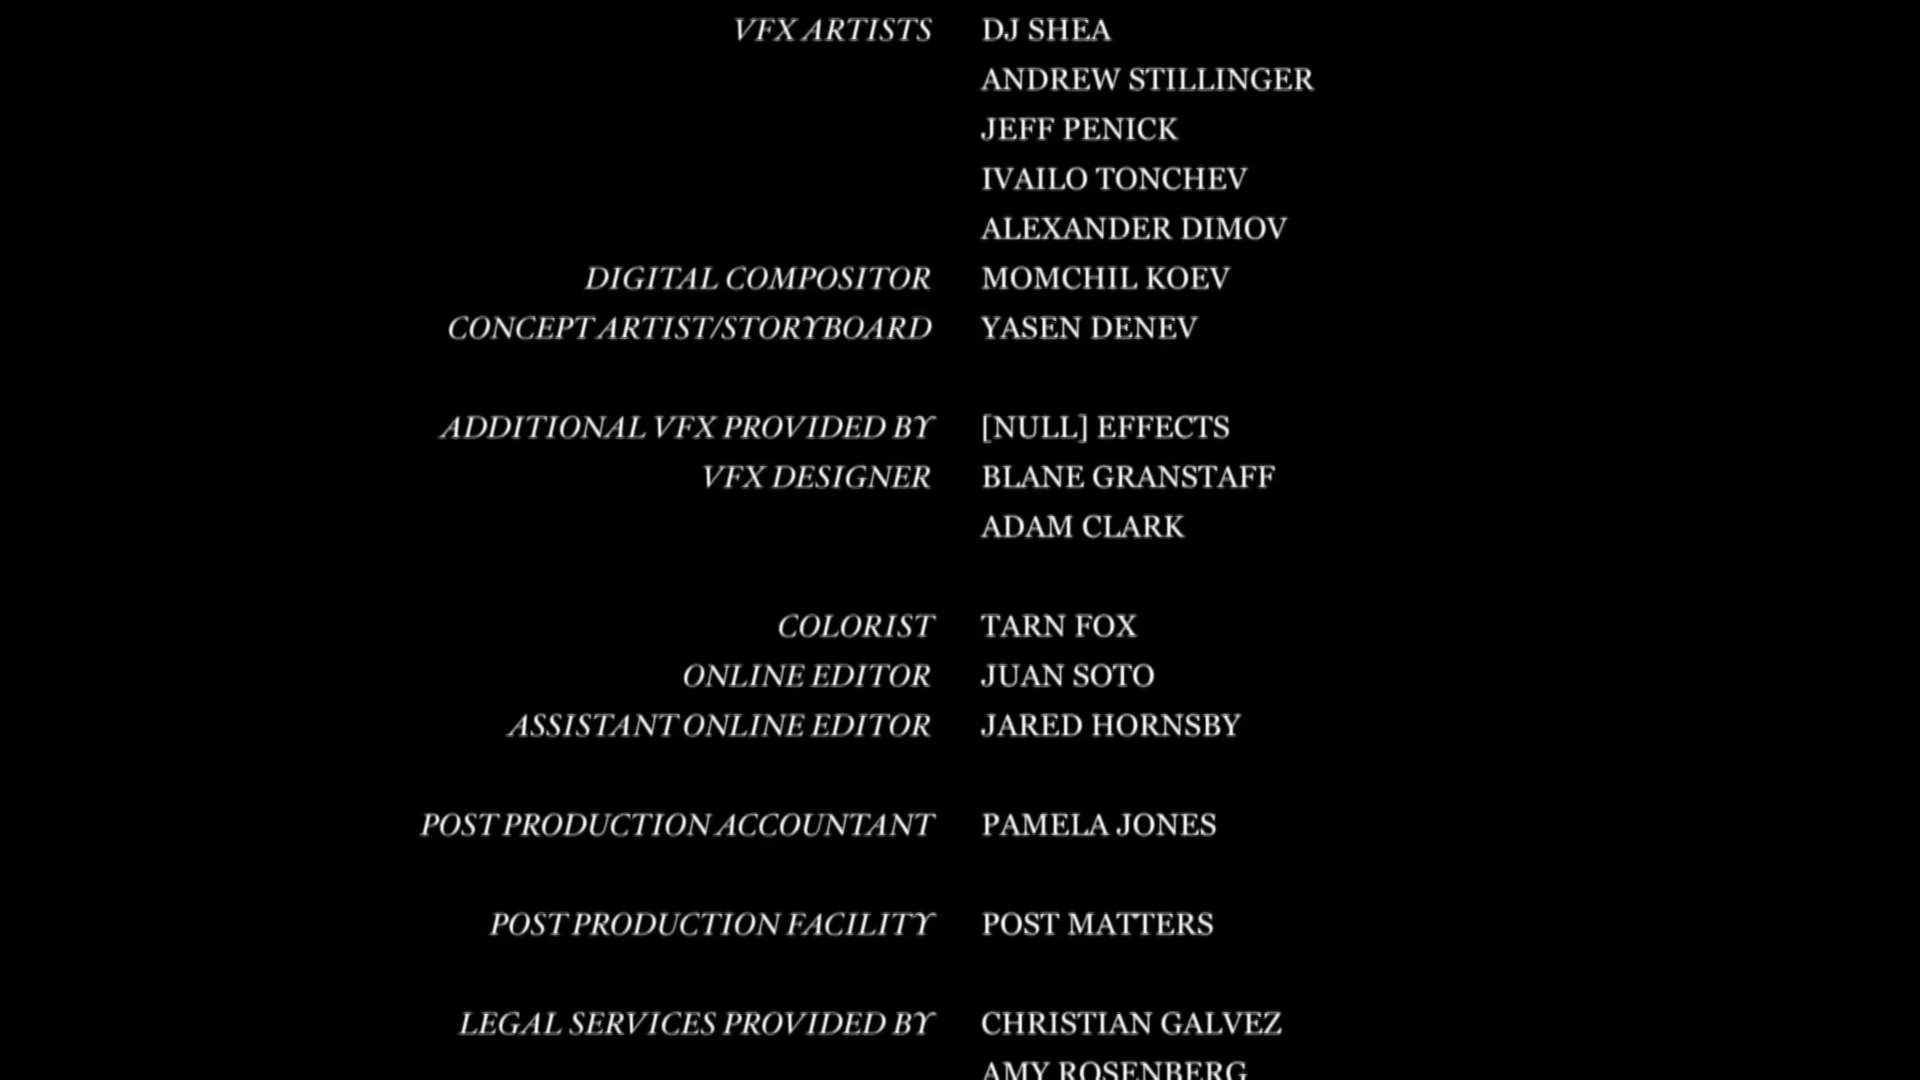 VFX ARTISTS DJ SHEA
ANDREW STILLINGER
JEFF PENICK
IVAILO TONCHEV
ALEXANDER DIMOV
DIGITAL COMPOSITOR MOMCHIL KOEV
CONCEPT ARTIST/STORYBOARD YASEN DENEV
ADDITIONAL VFX PROVIDED BY [NULL] EFFECTS
VFX DESIGNER BLANE GRANSTAFF
ADAM CLARK
COLORIST TARN FOX
ONLINE EDITOR JUAN SOTO
ASSISTANT ONLINE EDITOR JARED HORNSBY
POST PRODUCTION ACCOUNTANT PAMELA JONES
POST PRODUCTION FACILITY POST MATTERS
LEGAL SERVICES PROVIDED BY CHRISTIAN GALVEZ
AMY ROSENBERG